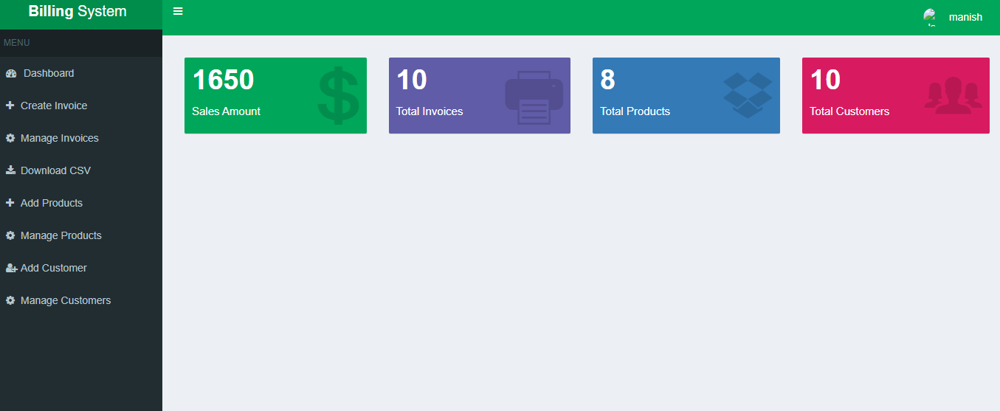 Billing System
manish
MENU
Dashboard
Create Invoice
Manage Invoices
Download CSV
Add Products
Manage Products
Add Customer
Manage Customers
1650
Sales Amount
10
Total Invoices
8
Total Products
10
Total Customers